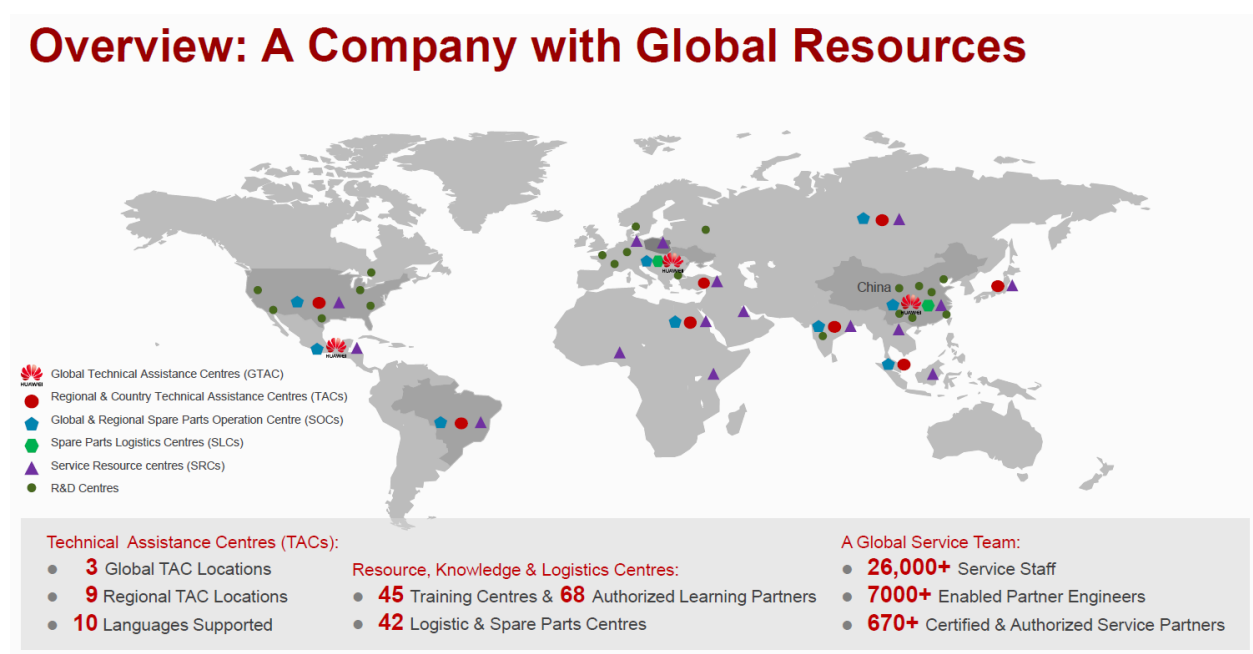 Overview: A Company with Global Resources
China
HUAWEI
HUAWEI
HUAWEI
HUAWEI
Global Technical Assistance Centres (GTAC)
Regional & Country Technical Assistance Centres (TACs)
Global & Regional Spare Parts Operation Centre (SOCs)
Spare Parts Logistics Centres (SLCs)
Service Resource centres (SRCs)
R&D Centres
Technical Assistance Centres (TACs):
3 Global TAC Locations
9 Regional TAC Locations
10 Languages Supported
Resource, Knowledge & Logistics Centres:
45 Training Centres & 68 Authorized Learning Partners
42 Logistic & Spare Parts Centres
A Global Service Team:
26,000+ Service Staff
7000+ Enabled Partner Engineers
670+ Certified & Authorized Service Partners